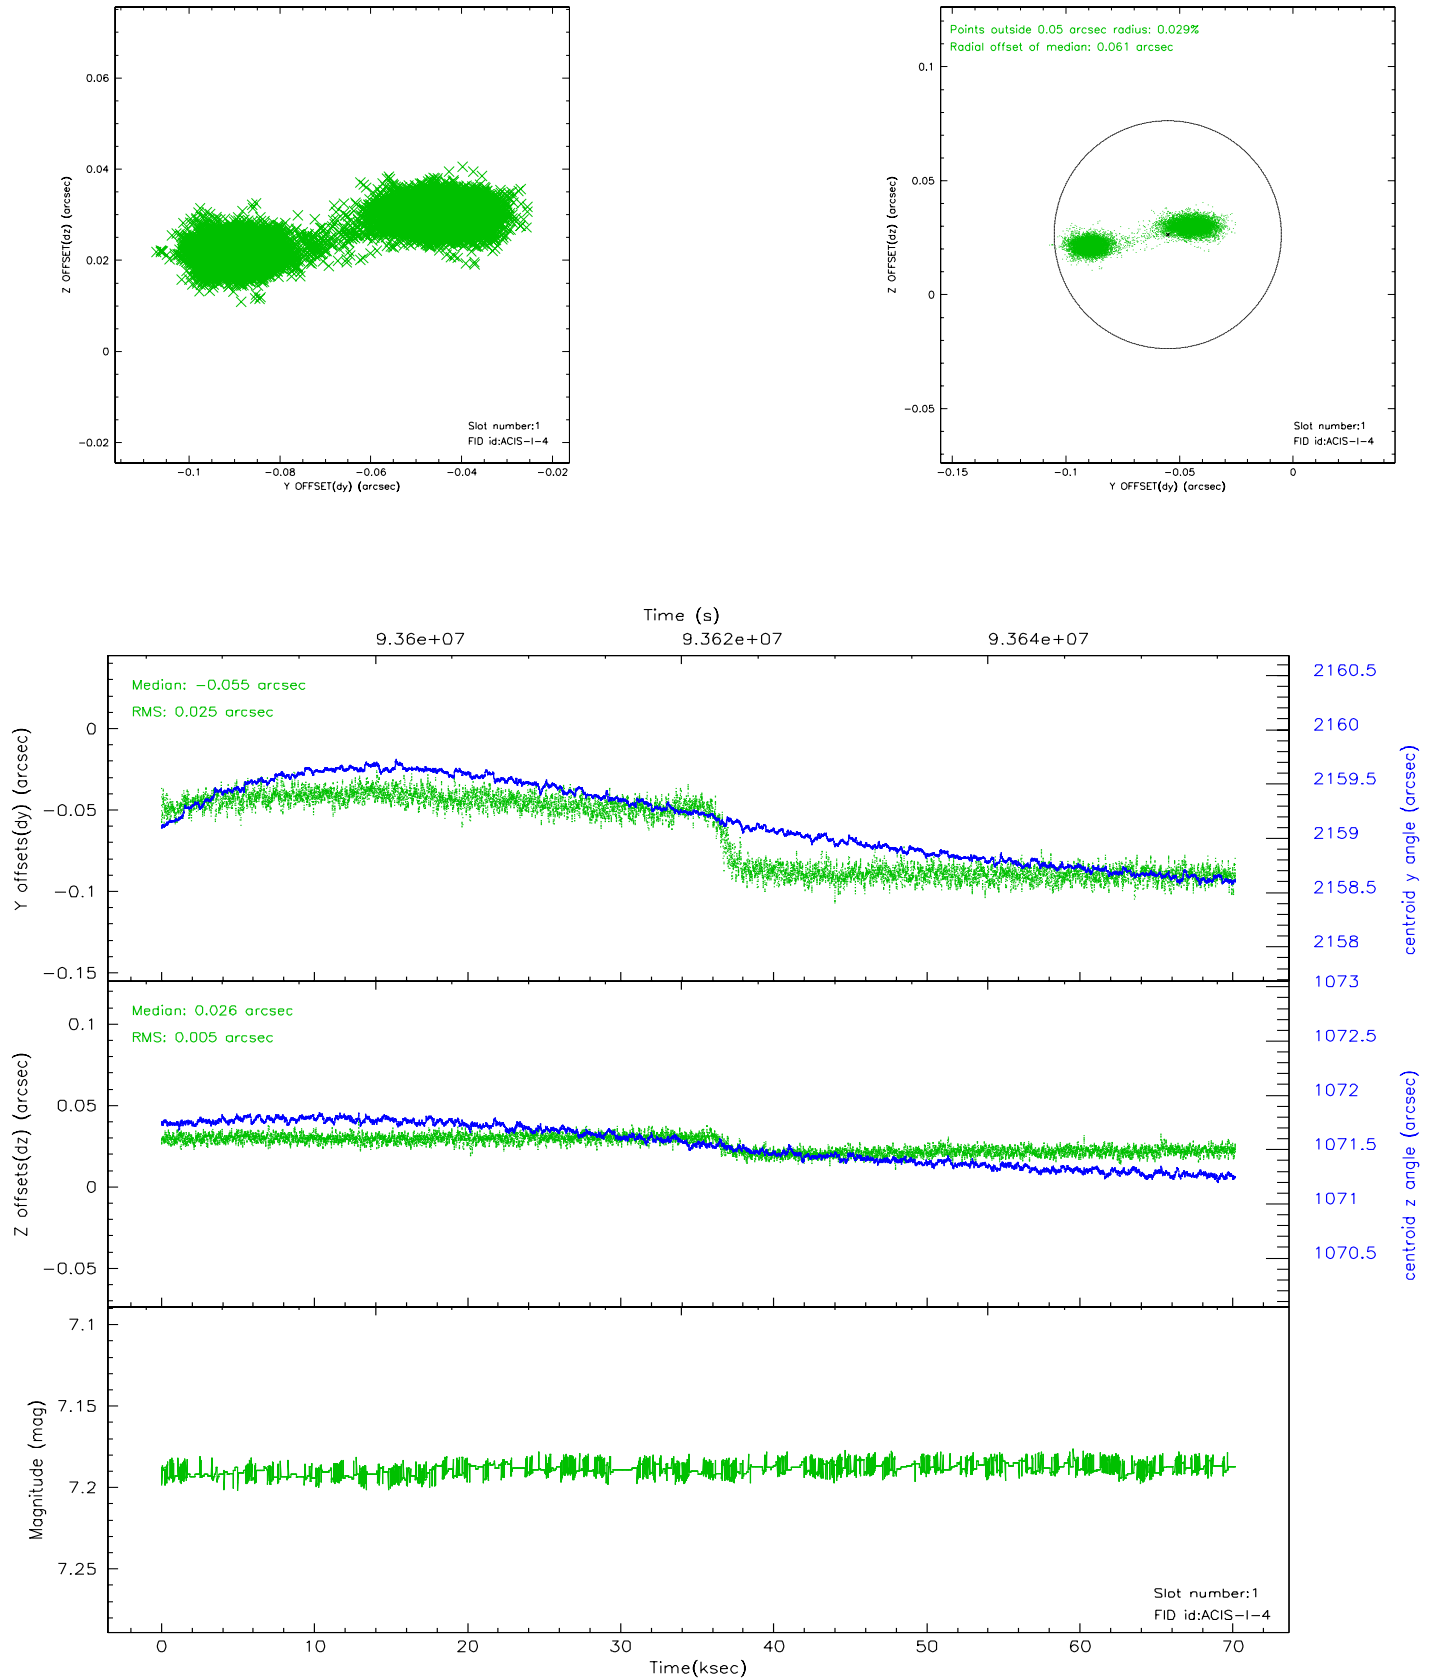 0.06
0.04
0.02
0
−0.02
Z OFFSET(dz) (arcsec)
Slot number:1
FID id:ACIS−I−4
−0.1
−0.08
−0.06
−0.04
−0.02
Y OFFSET(dy) (arcsec)
Points outside 0.05 arcsec radius: 0.029%
Radial offset of median: 0.061 arcsec
0.1
0.05
0
−0.05
Z OFFSET(dz) (arcsec)
Slot number:1
FID id:ACIS−I−4
−0.15
−0.1
−0.05
0
Y OFFSET(dy) (arcsec)
Time (s)
9.36e+07
9.362e+07
9.364e+07
Median: −0.055 arcsec
RMS: 0.025 arcsec
0
−0.05
−0.1
−0.15
Y offsets(dy) (arcsec)
2160.5
2160
2159.5
2159
2158.5
2158
centroid y angle (arcsec)
Median: 0.026 arcsec
RMS: 0.005 arcsec
0.1
0.05
0
−0.05
Z offsets(dz) (arcsec)
1073
1072.5
1072
1071.5
1071
1070.5
centroid z angle (arcsec)
7.1
7.15
7.2
7.25
Magnitude (mag)
Slot number:1
FID id:ACIS−I−4
0
10
20
30
40
50
60
70
Time(ksec)